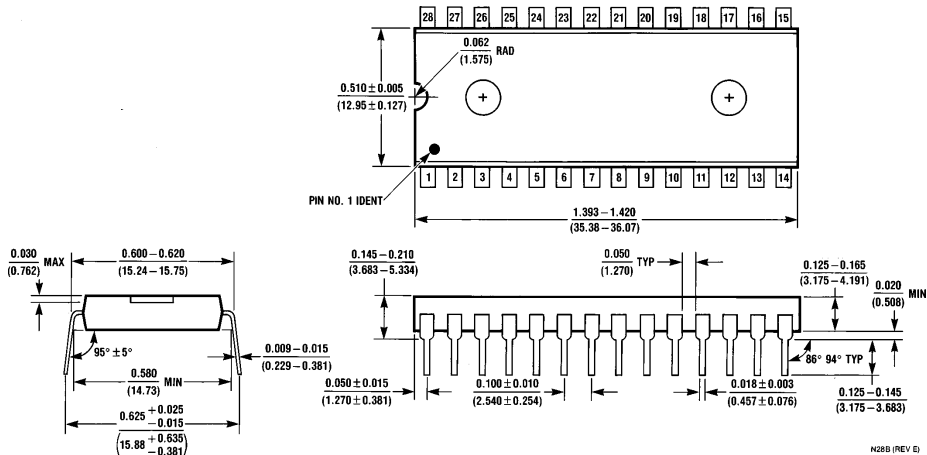 28 27 26 25 24 23 22 21 20 19 18 17 16 15
0.062
(1.575) RAD
0.510 ± 0.005
(12.95 ± 0.127)
1 2 3 4 5 6 7 8 9 10 11 12 13 14
PIN NO. 1 IDENT
1.393 – 1.420
(35.38 – 36.07)
0.030
(0.762) MAX
0.600 – 0.620
(15.24 – 15.75)
95° ± 5°
0.009 – 0.015
(0.229 – 0.381)
0.580
(14.73) MIN
0.625 + 0.025
– 0.015
(15.88 + 0.635
– 0.381)
0.145 – 0.210
(3.683 – 5.334)
0.050
(1.270) TYP
0.125 – 0.165
(3.175 – 4.191)
0.020
(0.508) MIN
86° 94° TYP
0.050 ± 0.015
(1.270 ± 0.381)
0.100 ± 0.010
(2.540 ± 0.254)
0.018 ± 0.003
(0.457 ± 0.076)
0.125 – 0.145
(3.175 – 3.683)
N28B (REV E)